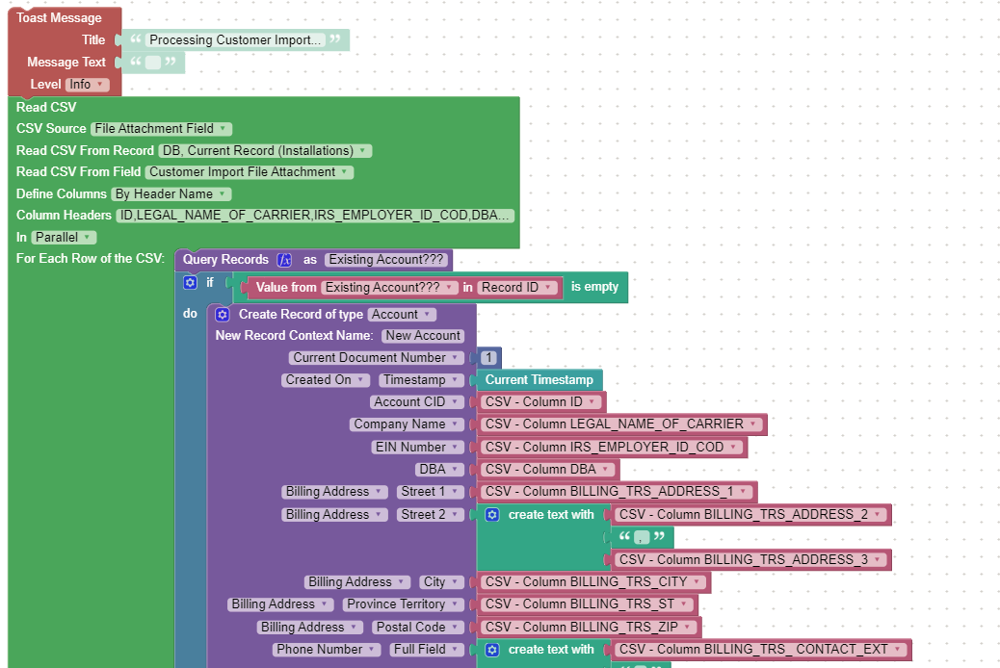 Toast Message
Title “ Processing Customer Import... ”
Message Text “ ”
Level Info
Read CSV
CSV Source File Attachment Field
Read CSV From Record DB, Current Record (Installations)
Read CSV From Field Customer Import File Attachment
Define Columns By Header Name
Column Headers ID,LEGAL_NAME_OF_CARRIER,IRS_EMPLOYER_ID_COD,DBA...
In Parallel
For Each Row of the CSV: Query Records fx as Existing Account???
if Value from Existing Account??? in Record ID is empty
do Create Record of type Account
New Record Context Name: New Account
Current Document Number 1
Created On Timestamp Current Timestamp
Account CID CSV - Column ID
Company Name CSV - Column LEGAL_NAME_OF_CARRIER
EIN Number CSV - Column IRS_EMPLOYER_ID_COD
DBA CSV - Column DBA
Billing Address Street 1 CSV - Column BILLING_TRS_ADDRESS_1
Billing Address Street 2 create text with CSV - Column BILLING_TRS_ADDRESS_2
“ , ”
CSV - Column BILLING_TRS_ADDRESS_3
Billing Address City CSV - Column BILLING_TRS_CITY
Billing Address Province Territory CSV - Column BILLING_TRS_ST
Billing Address Postal Code CSV - Column BILLING_TRS_ZIP
Phone Number Full Field create text with CSV - Column BILLING_TRS_ CONTACT_EXT